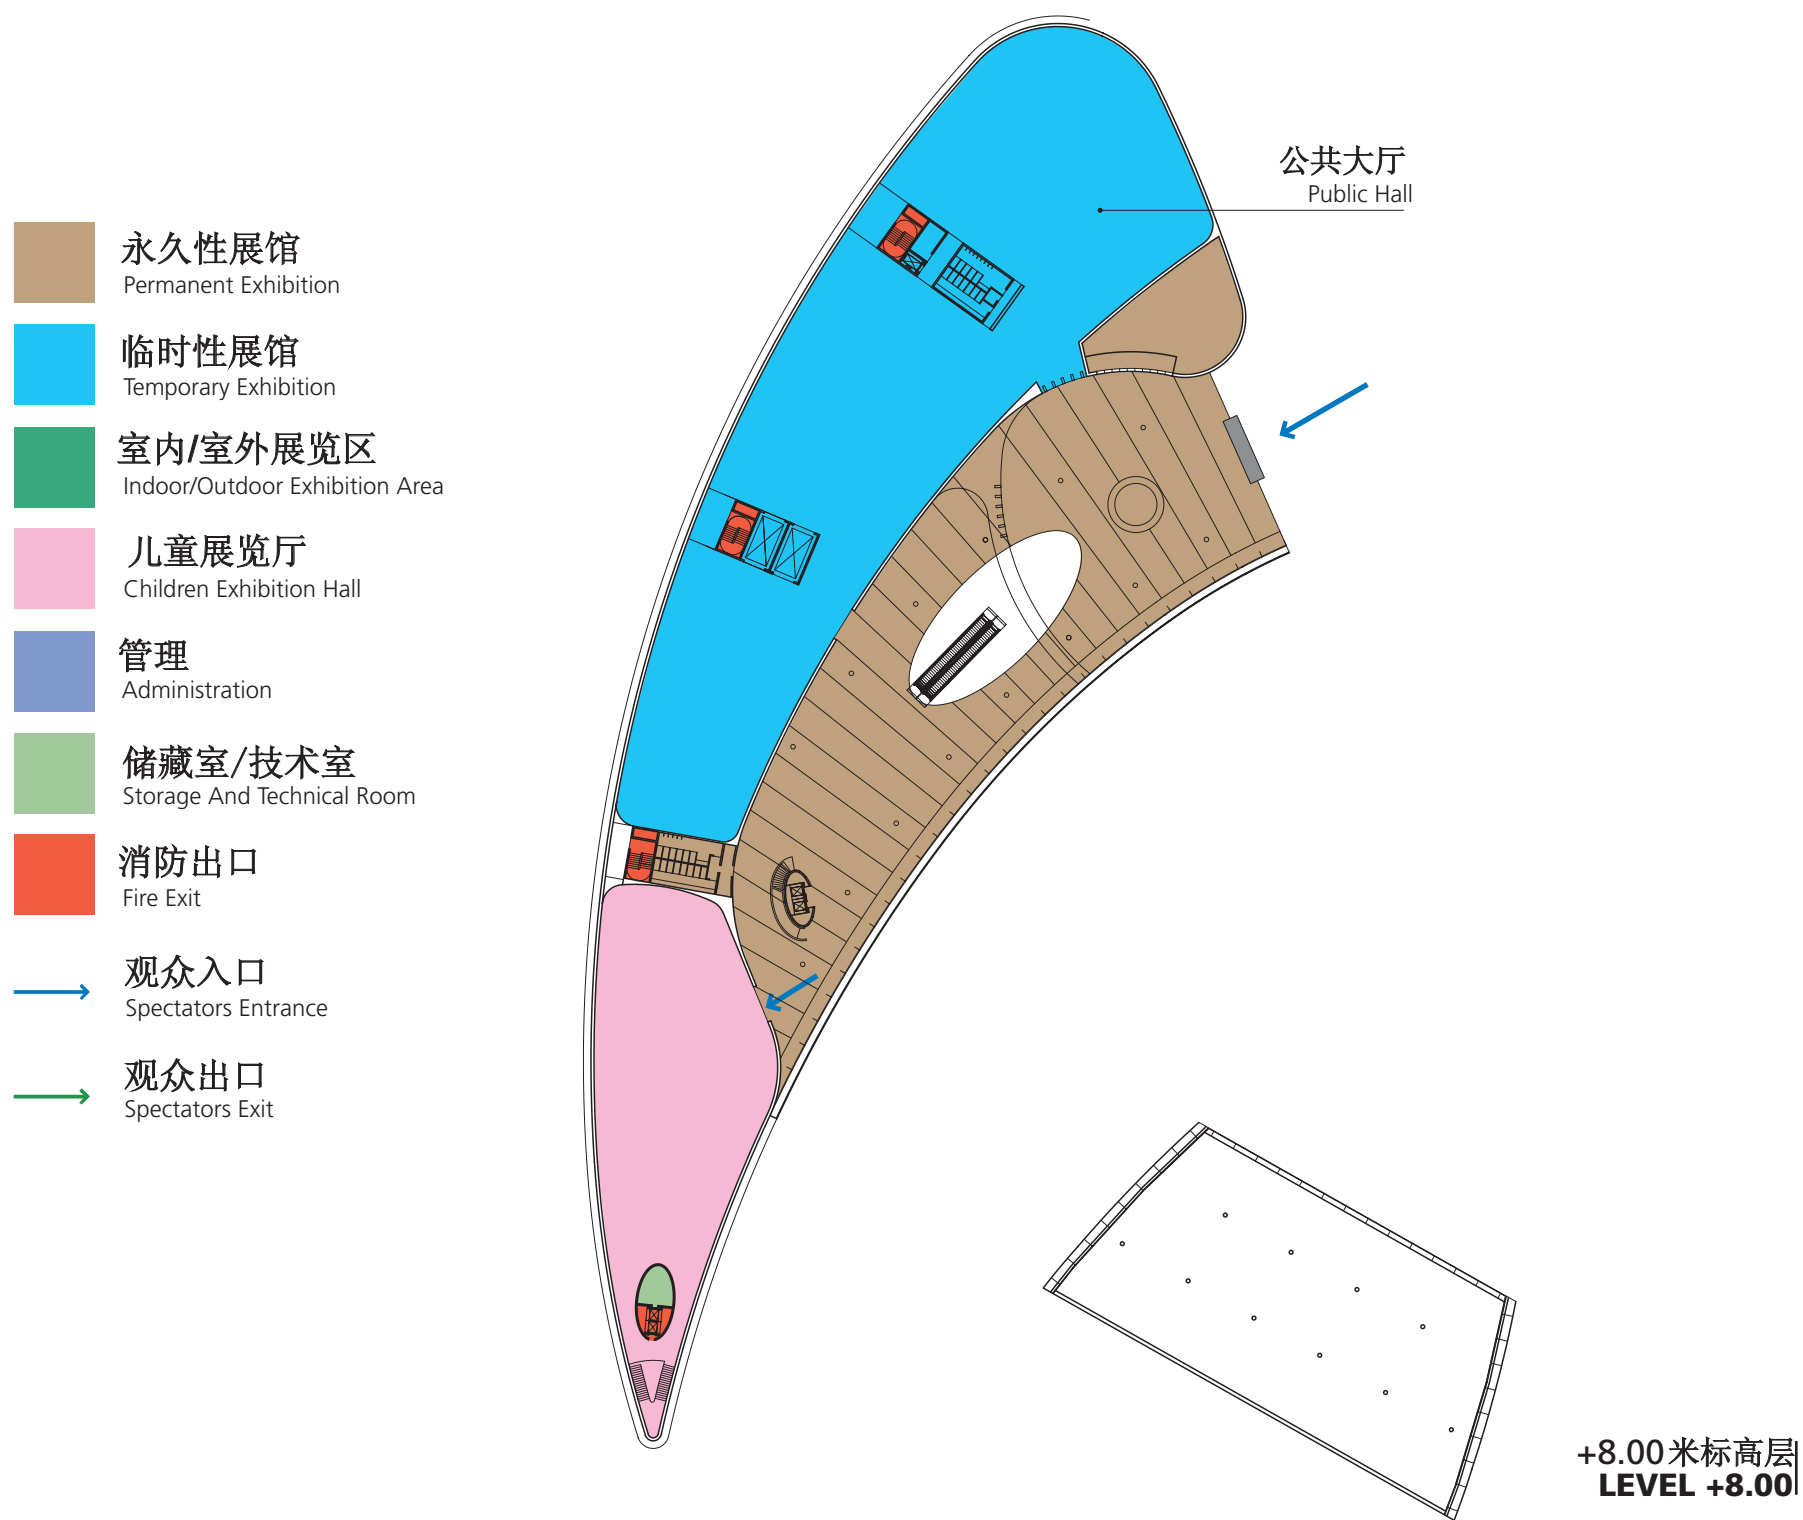 公共大厅
Public Hall
永久性展馆
Permanent Exhibition
临时性展馆
Temporary Exhibition
室内/室外展览区
Indoor/Outdoor Exhibition Area
儿童展览厅
Children Exhibition Hall
管理
Administration
储藏室/技术室
Storage And Technical Room
消防出口
Fire Exit
观众入口
Spectators Entrance
观众出口
Spectators Exit
+8.00米标高层
LEVEL +8.00